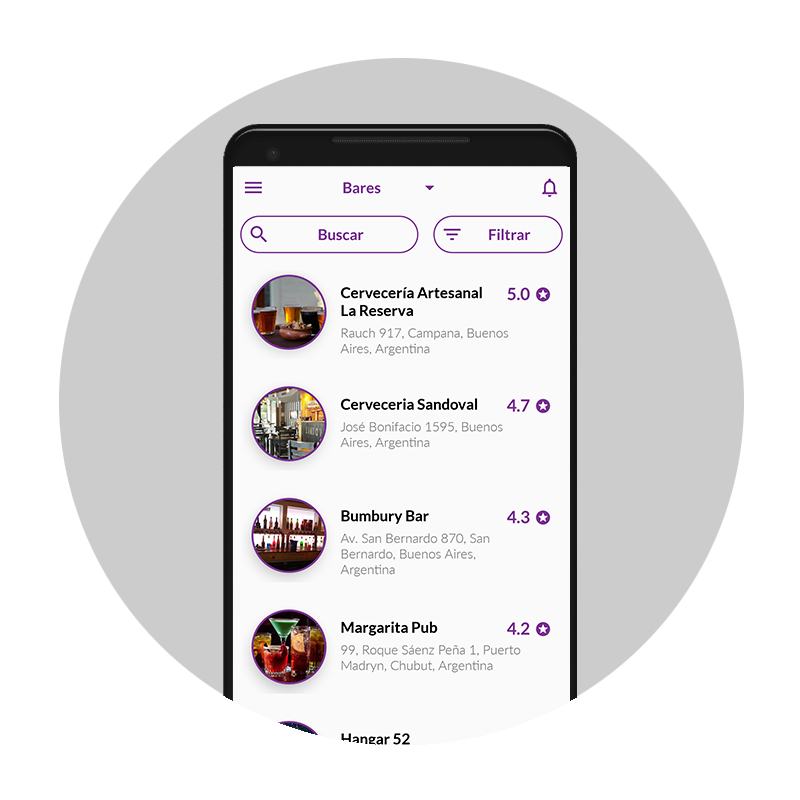 Bares
Buscar
Filtrar
Cervecería Artesanal
La Reserva
5.0
Rauch 917, Campana, Buenos
Aires, Argentina
Cerveceria Sandoval
4.7
José Bonifacio 1595, Buenos
Aires, Argentina
Bumbury Bar
4.3
Av. San Bernardo 870, San
Bernardo, Buenos Aires,
Argentina
Margarita Pub
4.2
99, Roque Sáenz Peña 1, Puerto
Madryn, Chubut, Argentina
Hangar 52